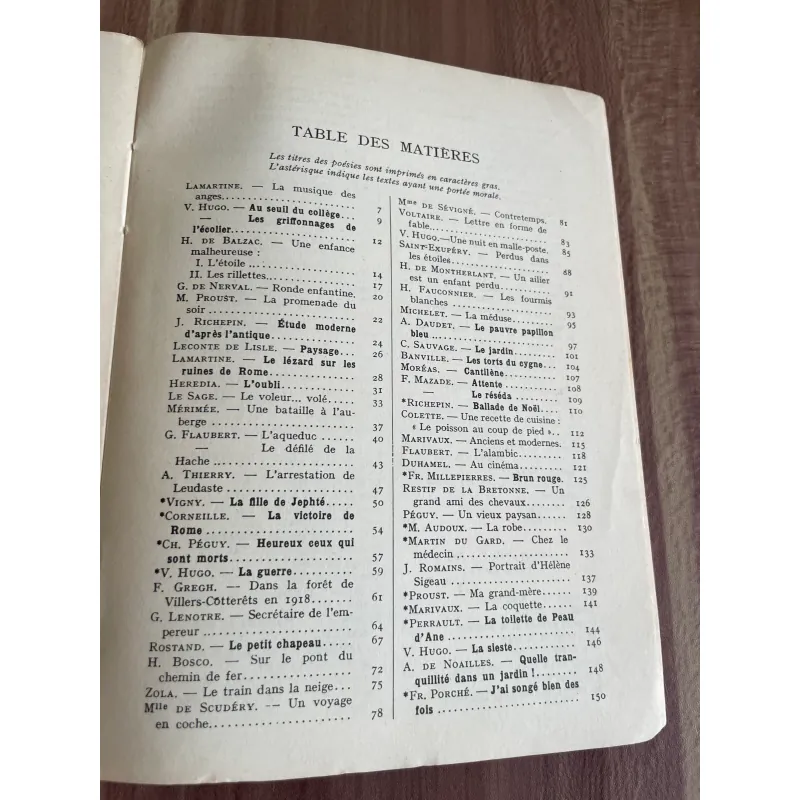 TABLE DES MATIÈRES
Les titres des poésies sont imprimés en caractères gras.
L'astérisque indique les textes ayant une portée morale.
LAMARTINE. — La musique des
anges........................ 7
V. HUGO. — Au seuil du collège... 9
— Les griffonnages de
l'écolier........................ 12
H. DE BALZAC. — Une enfance
malheureuse :
I. L'étoile ........................ 14
II. Les rillettes... 17
G. DE NERVAL. — Ronde enfantine. 20
M. PROUST. — La promenade du
soir ........................ 22
J. RICHEPIN. — Étude moderne
d'après l'antique............ 24
LECONTE DE LISLE. — Paysage... 26
LAMARTINE. — Le lézard sur les
ruines de Rome............ 28
HEREDIA. — L'oubli............ 31
LE SAGE. — Le voleur... volé.... 33
MÉRIMÉE. — Une bataille à l'au-
berge ........................ 37
G. FLAUBERT. — L'aqueduc ...... 40
— Le défilé de la
Hache ........................ 43
A. THIERRY. — L'arrestation de
Leudaste ........................ 47
*VIGNY. — La fille de Jephté..... 50
*CORNEILLE. — La victoire de
Rome ........................ 54
*CH. PÉGUY. — Heureux ceux qui
sont morts.................. 57
*V. HUGO. — La guerre.......... 59
F. GREGH. — Dans la forêt de
Villers-Cotterêts en 1918....... 61
G. LENOTRE. — Secrétaire de l'em-
pereur ........................ 64
ROSTAND. — Le petit chapeau..... 67
H. BOSCO. — Sur le pont du
chemin de fer............... 72
ZOLA. — Le train dans la neige... 75
Mlle DE SCUDÉRY. -- Un voyage
en coche..................... 78
Mme DE SÉVIGNÉ. — Contretemps. 81
VOLTAIRE. — Lettre en forme de
fable........................ 83
V. HUGO.—Une nuit en malle-poste. 85
SAINT-EXUPÉRY. — Perdus dans
les étoiles.................. 68
H. DE MONTHERLANT. — Un ailier
est un enfant perdu............ 91
H. FAUCONNIER. — Les fourmis
blanches ..................... 93
MICHELET. — La méduse......... 95
A. DAUDET. — Le pauvre papillon
bleu ........................ 97
C. SAUVAGE. — Le jardin......... 101
BANVILLE. — Les torts du cygne... 104
MORÉAS. — Cantilène............ 107
F. MAZADE. — Attente ............ 108
— Le réséda ............ 109
*RICHEPIN. — Ballade de Noël.... 110
COLETTE. — Une recette de cuisine :
« Le poisson au coup de pied ».. 112
MARIVAUX. — Anciens et modernes. 115
FLAUBERT. — L'alambic.......... 118
DUHAMEL. — Au cinéma.......... 121
*FR. MILLEPIERRES. — Brun rouge. 125
RESTIF DE LA BRETONNE. — Un
grand ami des chevaux......... 126
PÉGUY. — Un vieux paysan...... 128
*M. AUDOUX. — La robe.......... 130
*MARTIN DU GARD. — Chez le
médecin ..................... 133
J. ROMAINS. — Portrait d'Hélène
Sigeau ..................... 137
*PROUST. — Ma grand-mère....... 139
*MARIVAUX. — La coquette....... 141
*PERRAULT. — La toilette de Peau
d'Ane ........................ 144
V. HUGO. — La sieste............ 146
A. DE NOAILLES. — Quelle tran-
quillité dans un jardin !........ 148
*FR. PORCHÉ. — J'ai songé bien des
fois ........................ 150